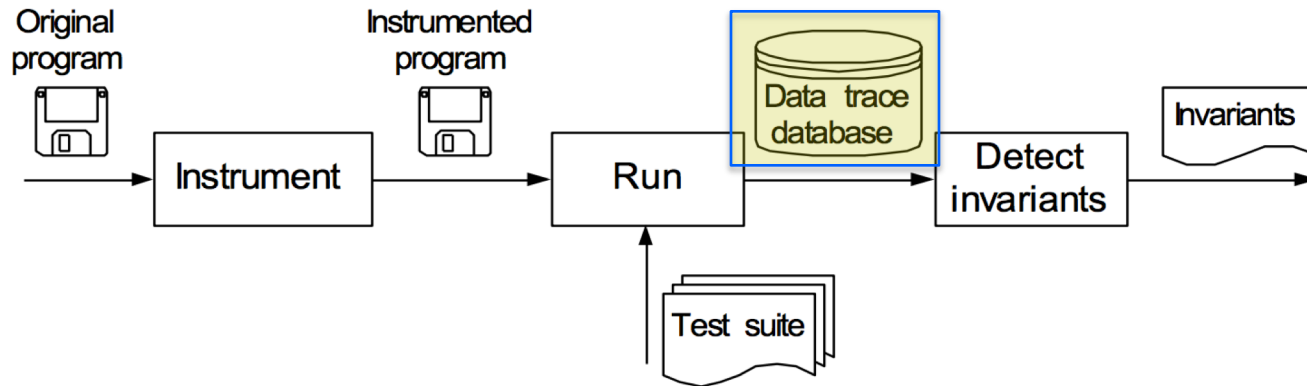 Original
program
Instrumented
program
Data trace
database
Invariants
Instrument
Run
Detect
invariants
Test suite